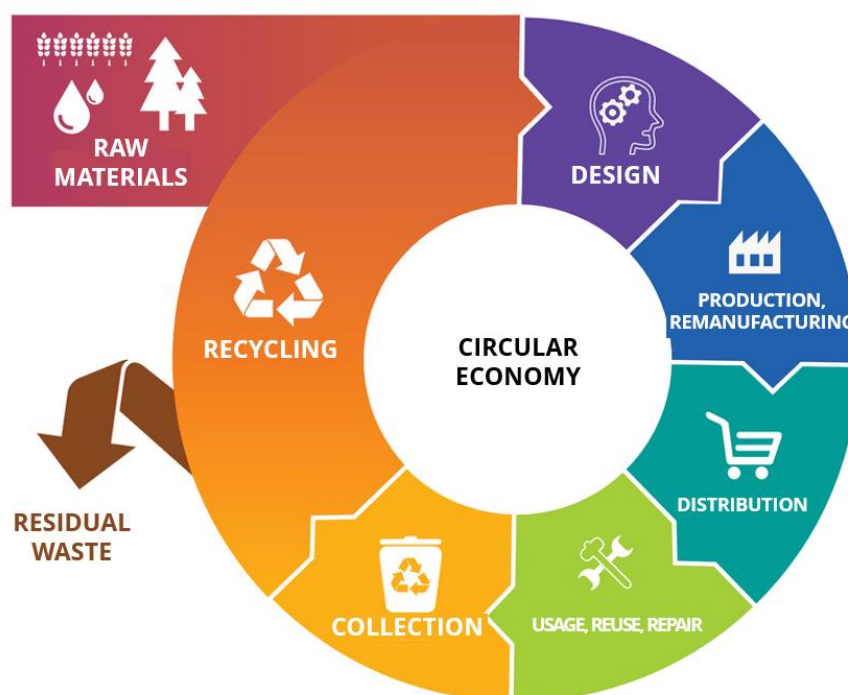 RAW
MATERIALS
DESIGN
PRODUCTION,
REMANUFACTURING
RECYCLING
CIRCULAR
ECONOMY
DISTRIBUTION
RESIDUAL
WASTE
COLLECTION
USAGE, REUSE, REPAIR